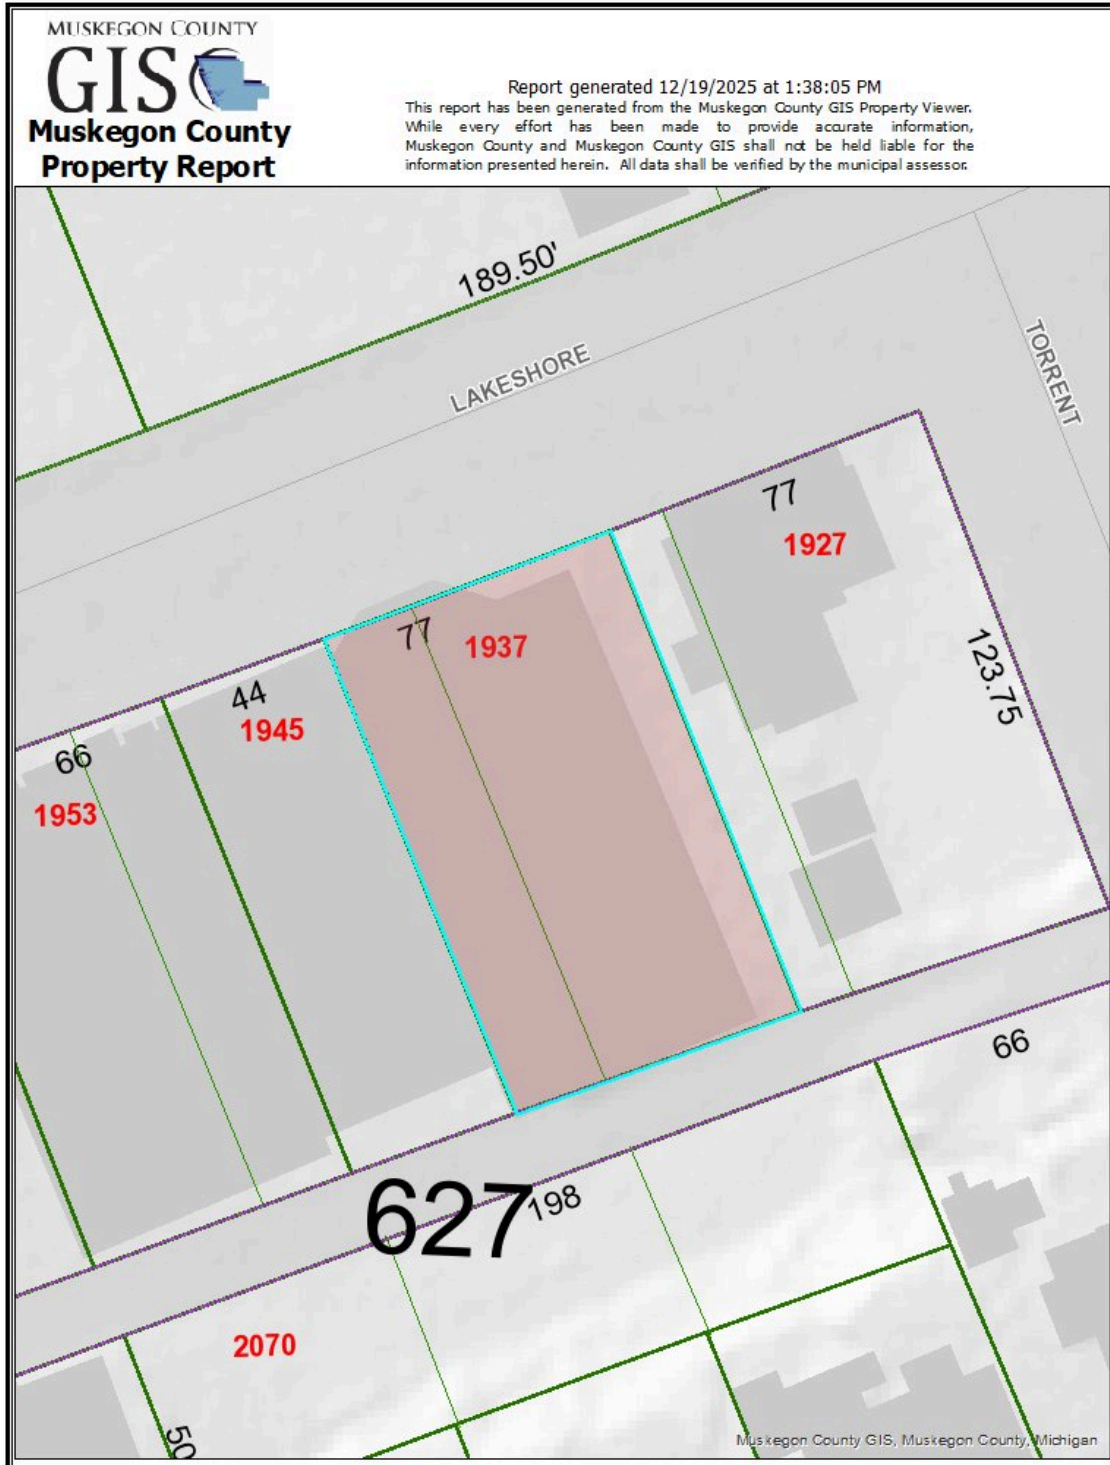 MUSKEGON COUNTY
GIS
Muskegon County
Property Report
Report generated 12/19/2025 at 1:38:05 PM
This report has been generated from the Muskegon County GIS Property Viewer.
While every effort has been made to provide accurate information,
Muskegon County and Muskegon County GIS shall not be held liable for the
information presented herein. All data shall be verified by the municipal assessor.
189.50'
LAKESHORE
TORRENT
77
1927
77
1937
123.75
44
1945
66
1953
66
627
198
2070
50
Muskegon County GIS, Muskegon County, Michigan